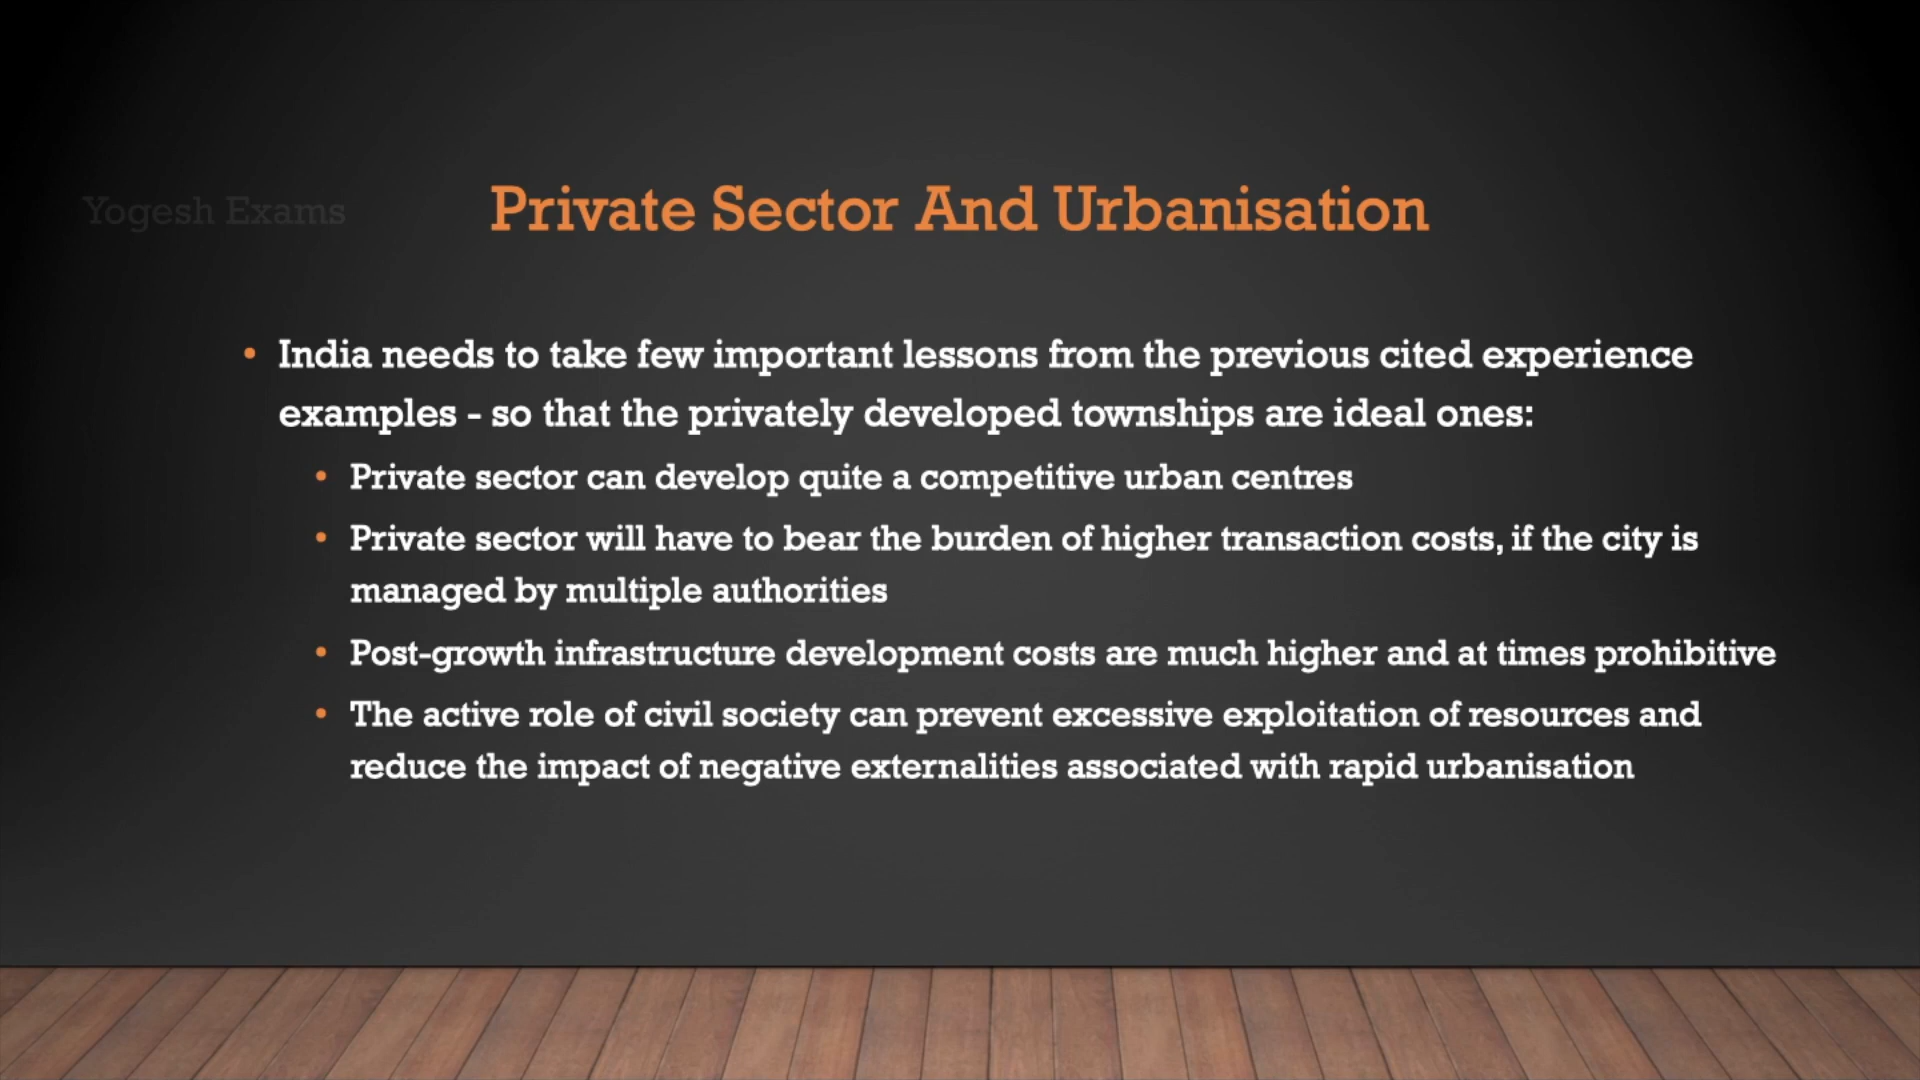 Yogesh Exams
Private Sector And Urbanisation
• India needs to take few important lessons from the previous cited experience
examples - so that the privately developed townships are ideal ones:
• Private sector can develop quite a competitive urban centres
• Private sector will have to bear the burden of higher transaction costs, if the city is
managed by multiple authorities
• Post-growth infrastructure development costs are much higher and at times prohibitive
• The active role of civil society can prevent excessive exploitation of resources and
reduce the impact of negative externalities associated with rapid urbanisation